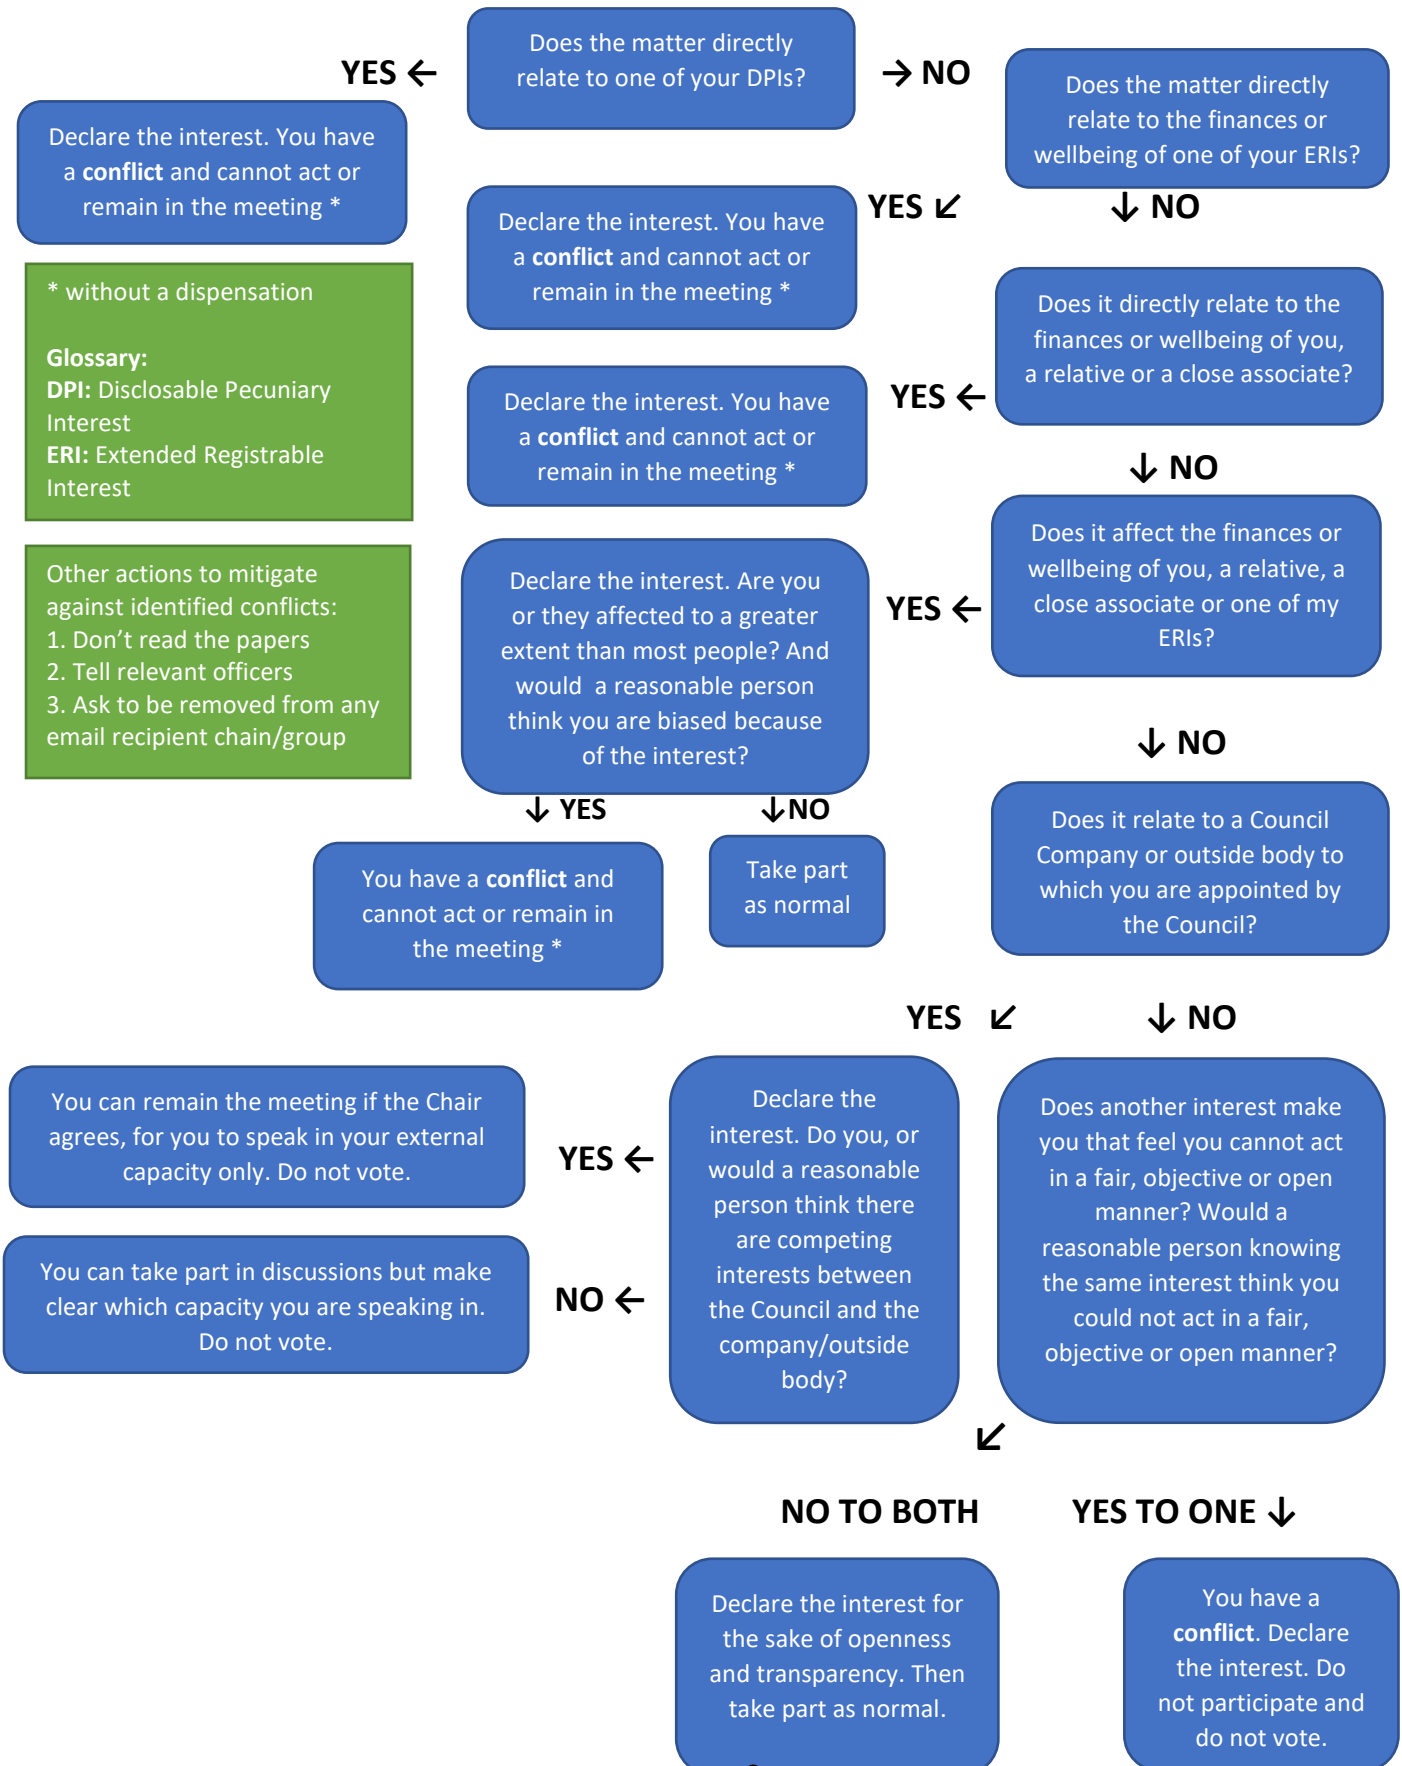 Does the matter directly
relate to one of your DPIs?
YES ←
→ NO
Declare the interest. You have
a conflict and cannot act or
remain in the meeting *
Does the matter directly
relate to the finances or
wellbeing of one of your ERIs?
YES ↙
↓ NO
Declare the interest. You have
a conflict and cannot act or
remain in the meeting *
* without a dispensation
Glossary:
DPI: Disclosable Pecuniary
Interest
ERI: Extended Registrable
Interest
Does it directly relate to the
finances or wellbeing of you,
a relative or a close associate?
YES ←
Declare the interest. You have
a conflict and cannot act or
remain in the meeting *
↓ NO
Does it affect the finances or
wellbeing of you, a relative, a
close associate or one of my
ERIs?
YES ←
Declare the interest. Are you
or they affected to a greater
extent than most people? And
would  a reasonable person
think you are biased because
of the interest?
Other actions to mitigate
against identified conflicts:
1. Don’t read the papers
2. Tell relevant officers
3. Ask to be removed from any
email recipient chain/group
↓ NO
↓ YES
↓NO
You have a conflict and
cannot act or remain in
the meeting *
Take part
as normal
Does it relate to a Council
Company or outside body to
which you are appointed by
the Council?
YES ↙
↓ NO
Declare the
interest. Do you, or
would a reasonable
person think there
are competing
interests between
the Council and the
company/outside
body?
YES ←
You can remain the meeting if the Chair
agrees, for you to speak in your external
capacity only. Do not vote.
NO ←
You can take part in discussions but make
clear which capacity you are speaking in.
Do not vote.
Does another interest make
you that feel you cannot act
in a fair, objective or open
manner? Would a
reasonable person knowing
the same interest think you
could not act in a fair,
objective or open manner?
↙
NO TO BOTH
YES TO ONE ↓
Declare the interest for
the sake of openness
and transparency. Then
take part as normal.
You have a
conflict. Declare
the interest. Do
not participate and
do not vote.